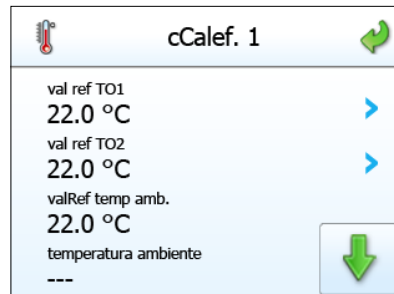 cCalef. 1
val ref TO1
22.0 °C
val ref TO2
22.0 °C
valRef temp amb.
22.0 °C
temperatura ambiente
---